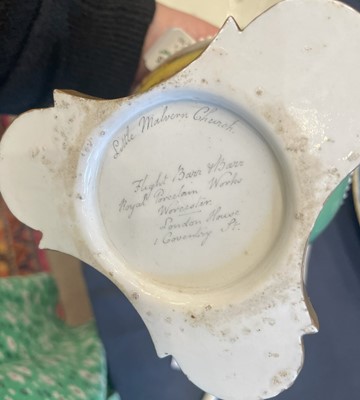 Little Malvern Church.
Flight Barr & Barr
Royal Porcelain Works
Worcester
London House
1 Coventry St.